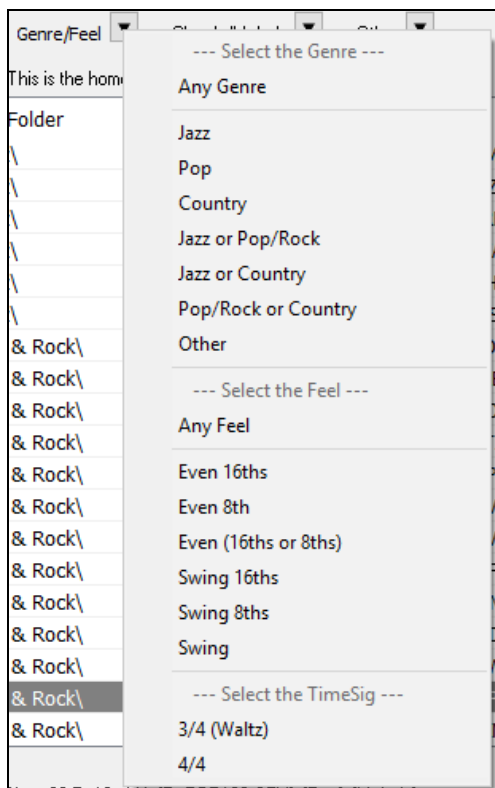 Genre/Feel
--- Select the Genre ---
This is the
Any Genre
Folder
Jazz
\
Pop
\
Country
\
Jazz or Pop/Rock
\
Jazz or Country
\
Pop/Rock or Country
\
Other
& Rock\
& Rock\
--- Select the Feel ---
& Rock\
Any Feel
& Rock\
Even 16ths
& Rock\
Even 8th
& Rock\
Even (16ths or 8ths)
& Rock\
Swing 16ths
& Rock\
Swing 8ths
& Rock\
Swing
& Rock\
& Rock\
--- Select the TimeSig ---
& Rock\
3/4 (Waltz)
4/4